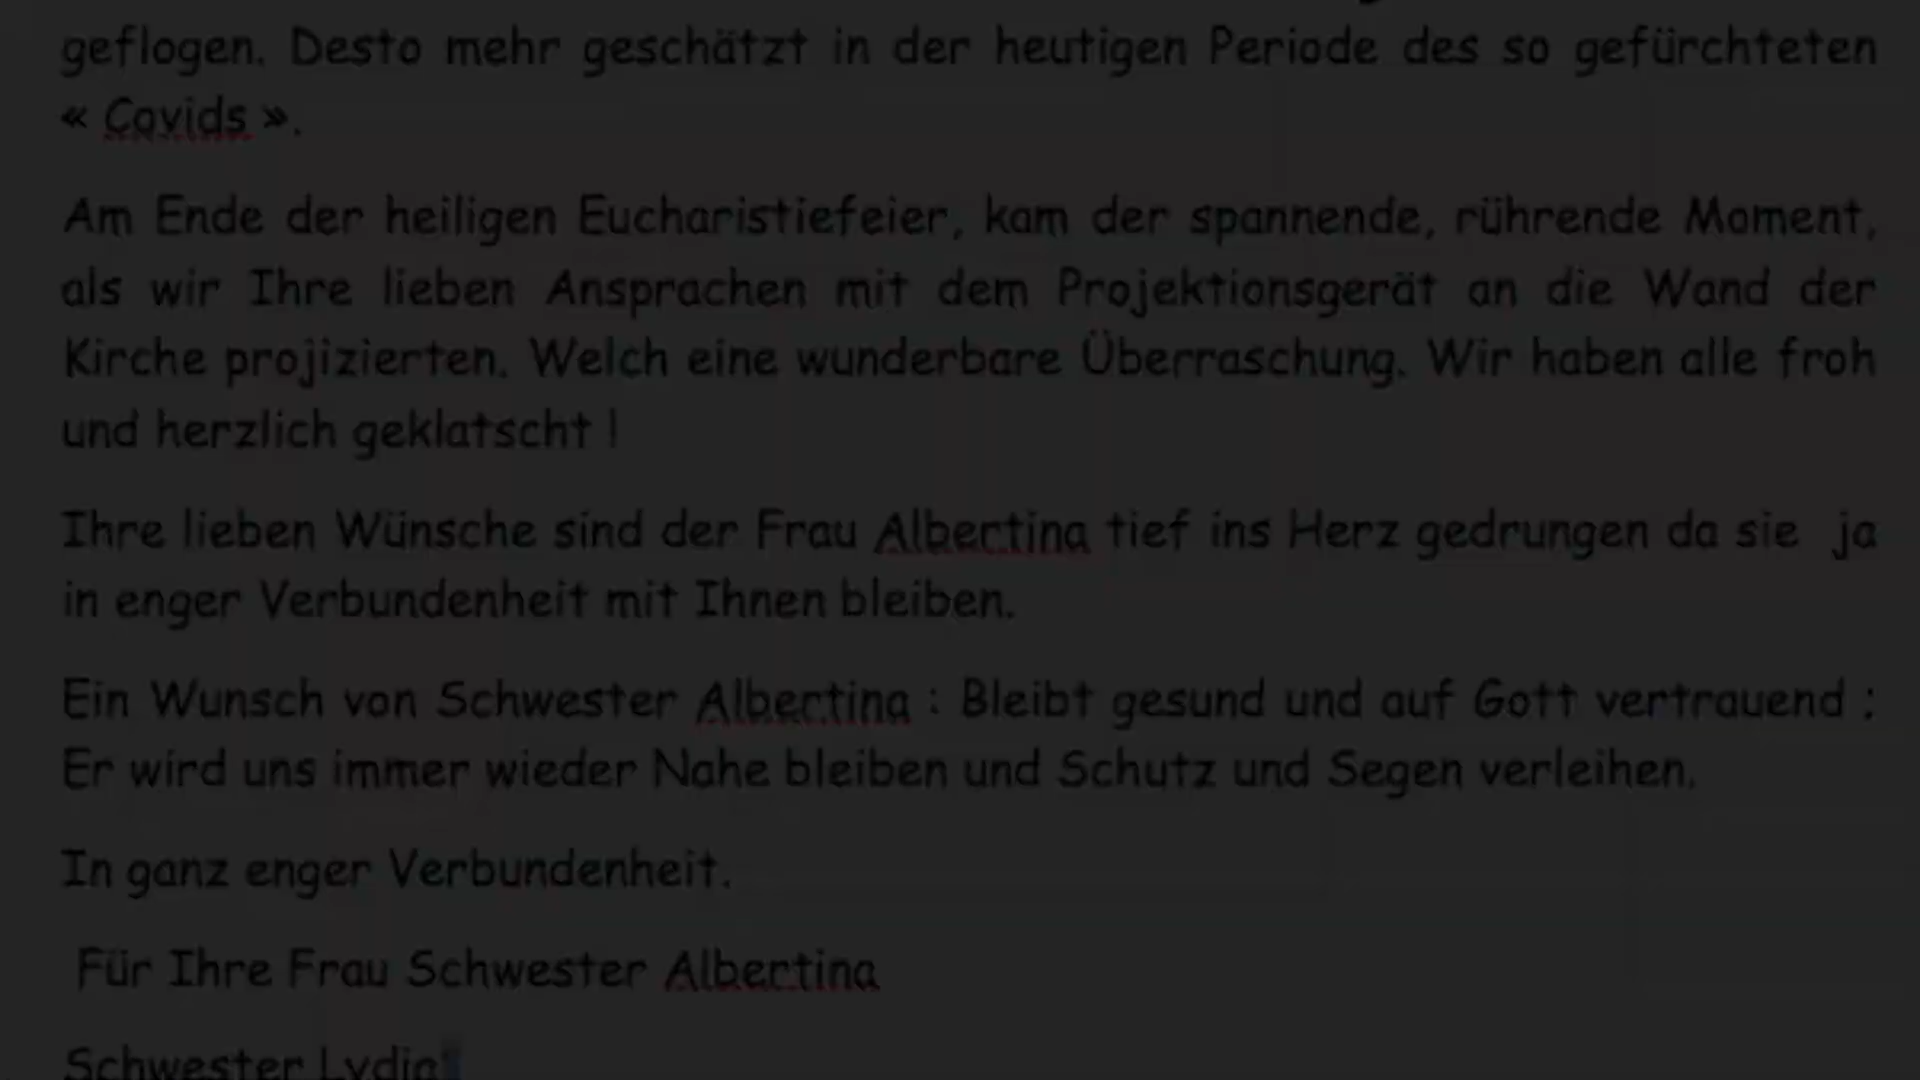 geflogen. Desto mehr geschätzt in der heutigen Periode des so gefürchteten
« Covids ».
Am Ende der heiligen Eucharistiefeier, kam der spannende, rührende Moment,
als wir Ihre lieben Ansprachen mit dem Projektionsgerät an die Wand der
Kirche projizierten. Welch eine wunderbare Überraschung. Wir haben alle froh
und herzlich geklatscht !
Ihre lieben Wünsche sind der Frau Albertina tief ins Herz gedrungen da sie ja
in enger Verbundenheit mit Ihnen bleiben.
Ein Wunsch von Schwester Albertina : Bleibt gesund und auf Gott vertrauend :
Er wird uns immer wieder Nahe bleiben und Schutz und Segen verleihen.
In ganz enger Verbundenheit.
Für Ihre Frau Schwester Albertina
Schwester Lydia